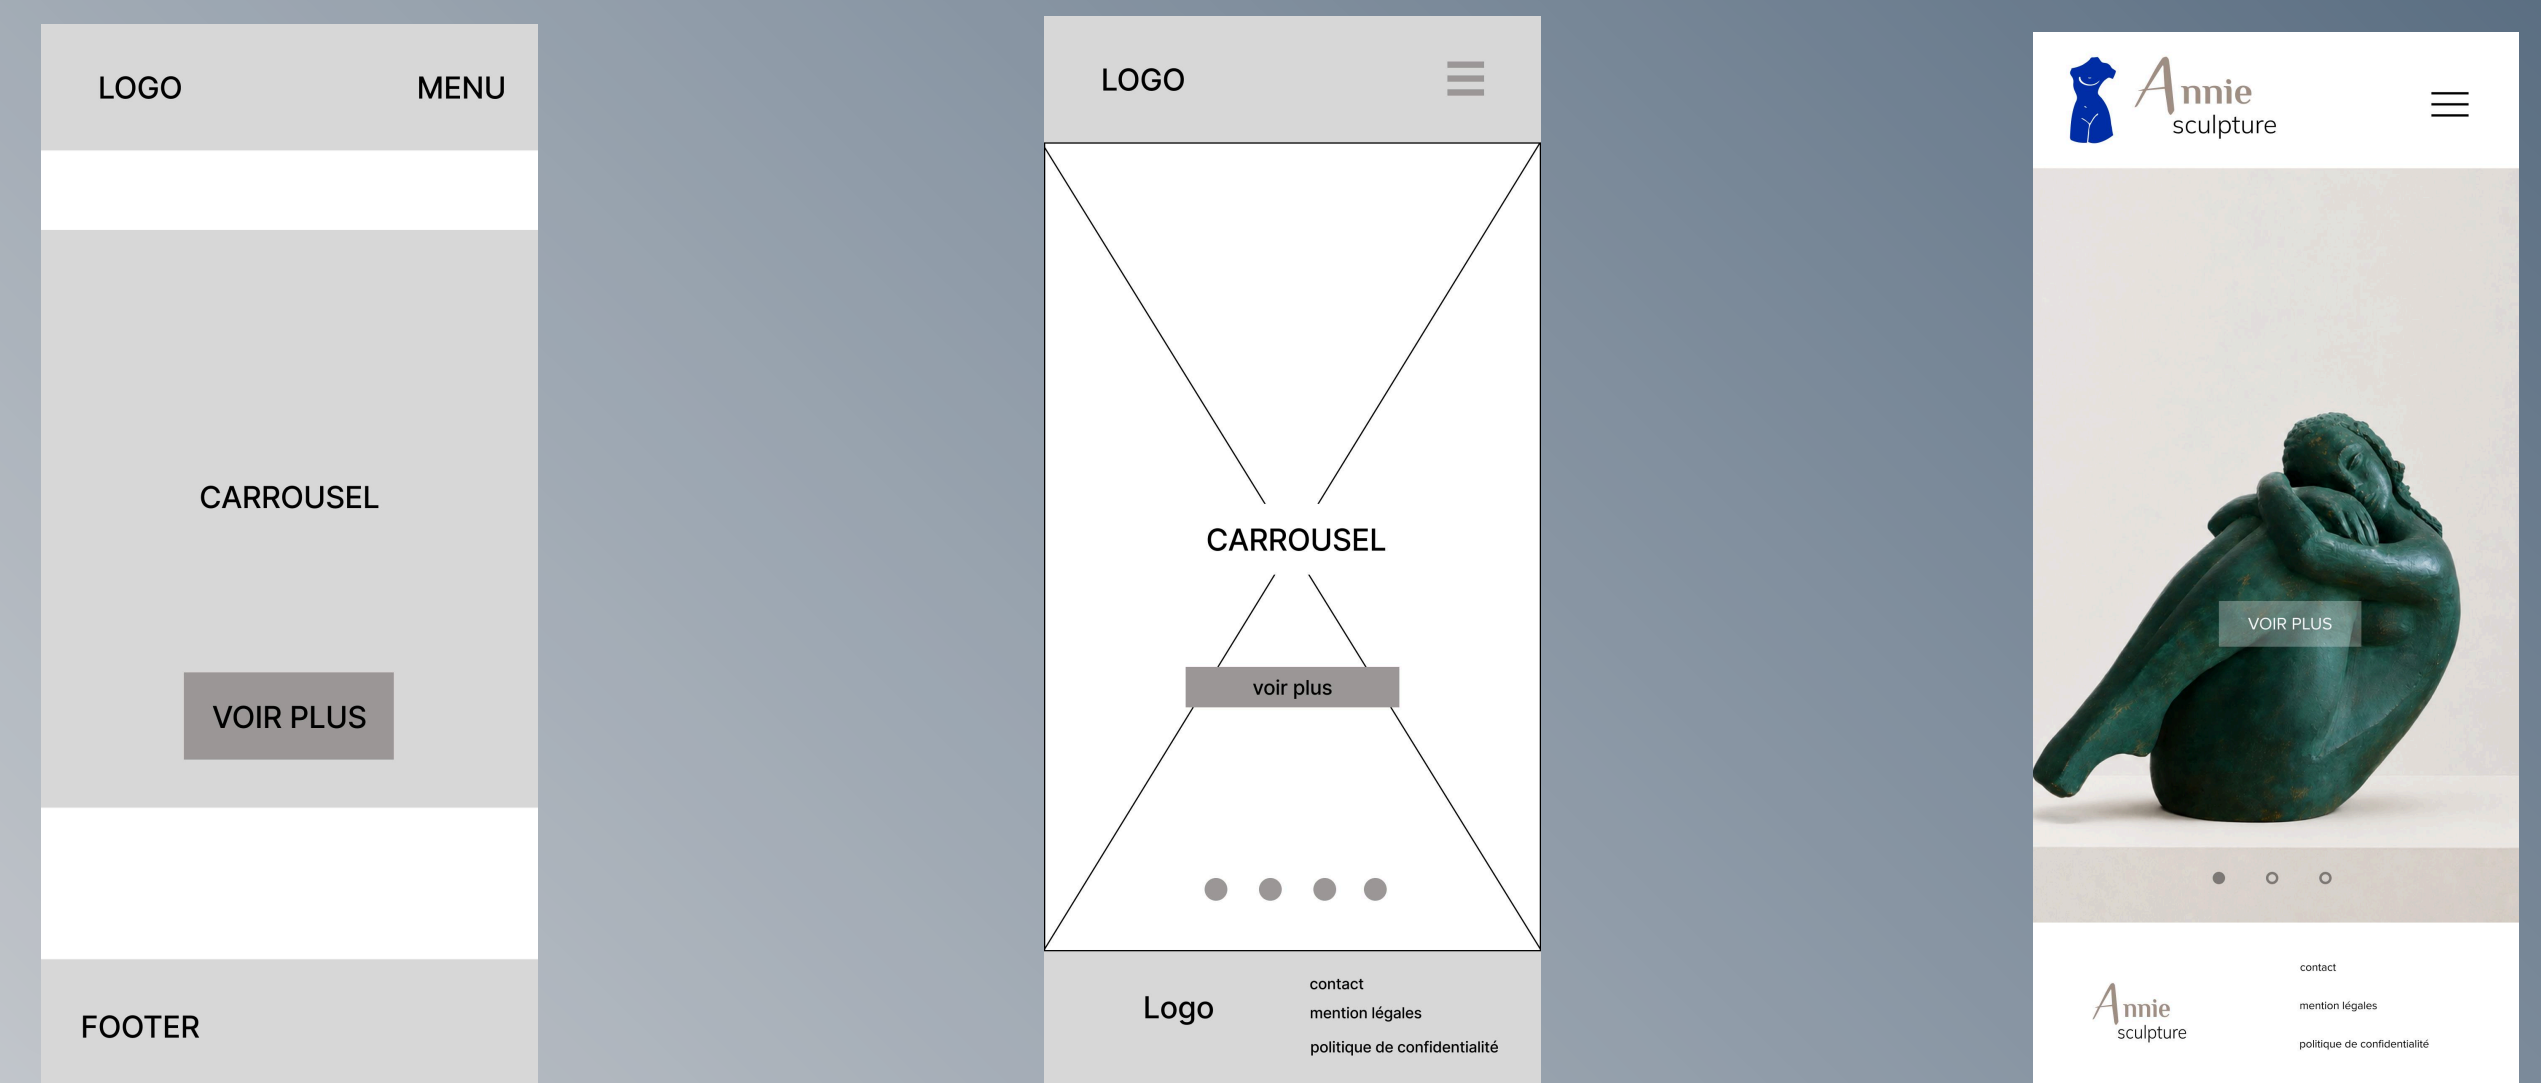 LOGO
MENU
CARROUSEL
VOIR PLUS
FOOTER
LOGO
CARROUSEL
voir plus
Logo
contact
mention légales
politique de confidentialité
Annie
sculpture
VOIR PLUS
Annie
sculpture
contact
mention légales
politique de confidentialité